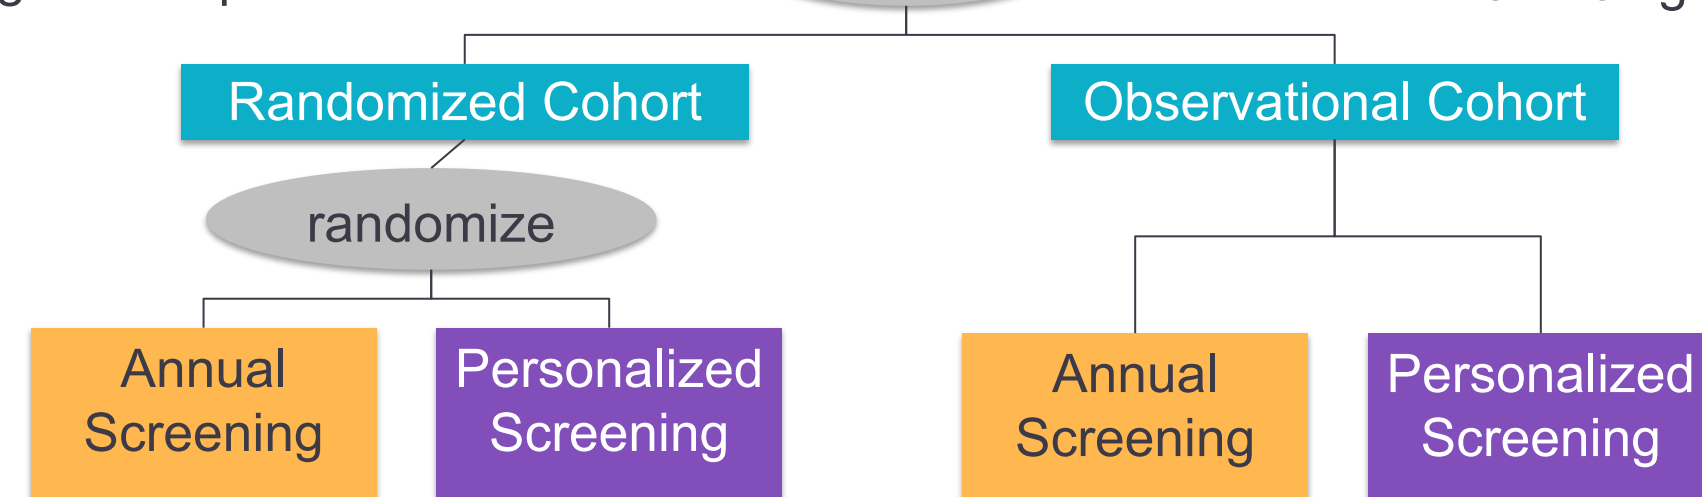 Randomized Cohort
Observational Cohort
randomize
Annual
Screening
Personalized
Screening
Annual
Screening
Personalized
Screening